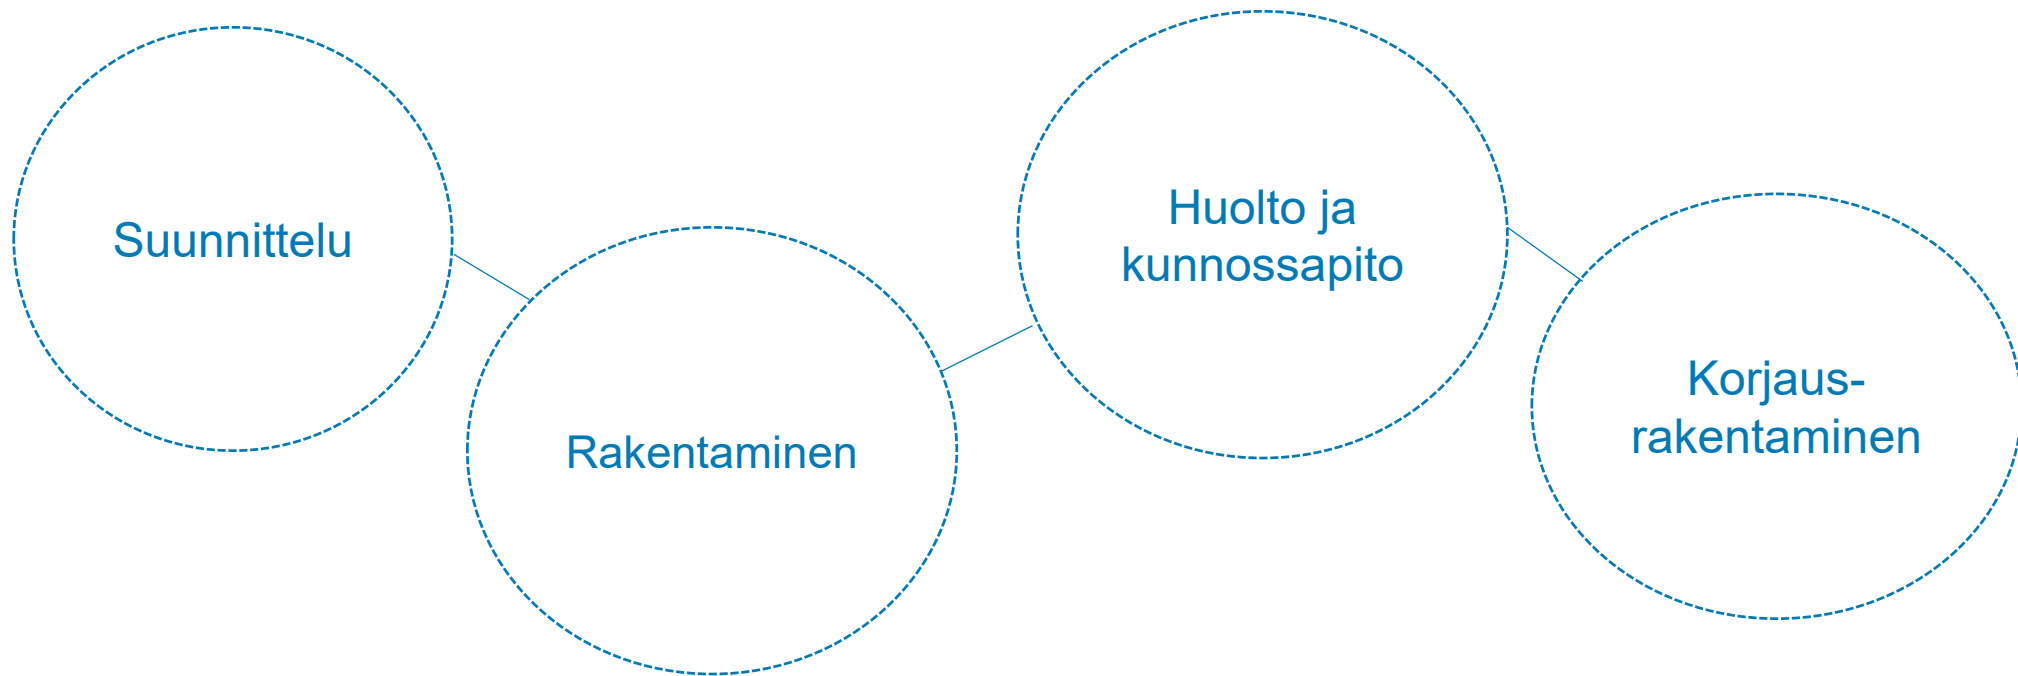 Suunnittelu
Rakentaminen
Huolto ja
kunnossapito
Korjaus-
rakentaminen